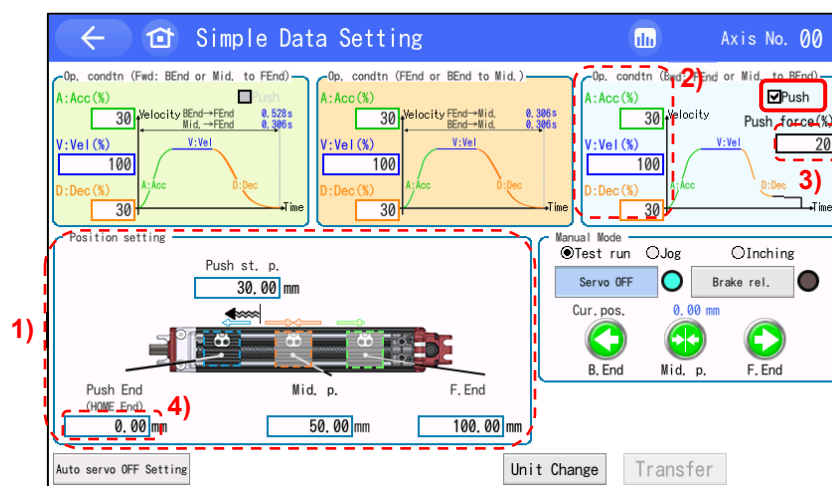 Simple Data Setting
Axis No. 00
Op. condtn (Fwd: BEnd or Mid. to FEnd)
A:Acc(%)
Push
30
Velocity
BEnd→FEnd 0.528s
Mid.→FEnd 0.306s
V:Vel(%)
V:Vel
100
D:Dec(%)
A:Acc
D:Dec
30
Op. condtn (FEnd or BEnd to Mid.)
A:Acc(%)
30
Velocity
FEnd→Mid. 0.306s
BEnd→Mid. 0.306s
V:Vel(%)
V:Vel
100
D:Dec(%)
A:Acc
D:Dec
30
Time
Op. condtn (Bwd: FEnd or Mid. to BEnd)
2)
A:Acc(%)
Push
30
Velocity
Push force(%)
20
V:Vel(%)
V:Vel
100
3)
D:Dec(%)
A:Acc
D:Dec
30
Time
1)
Position setting
Push st. p.
30.00 mm
Push End
(HOME End)
4)
0.00 mm
Mid. p.
50.00 mm
F.End
100.00 mm
Manual Mode
Test run
Jog
Inching
Servo OFF
Brake rel.
Cur.pos.
0.00 mm
B.End
Mid. p.
F.End
Auto servo OFF Setting
Unit Change
Transfer